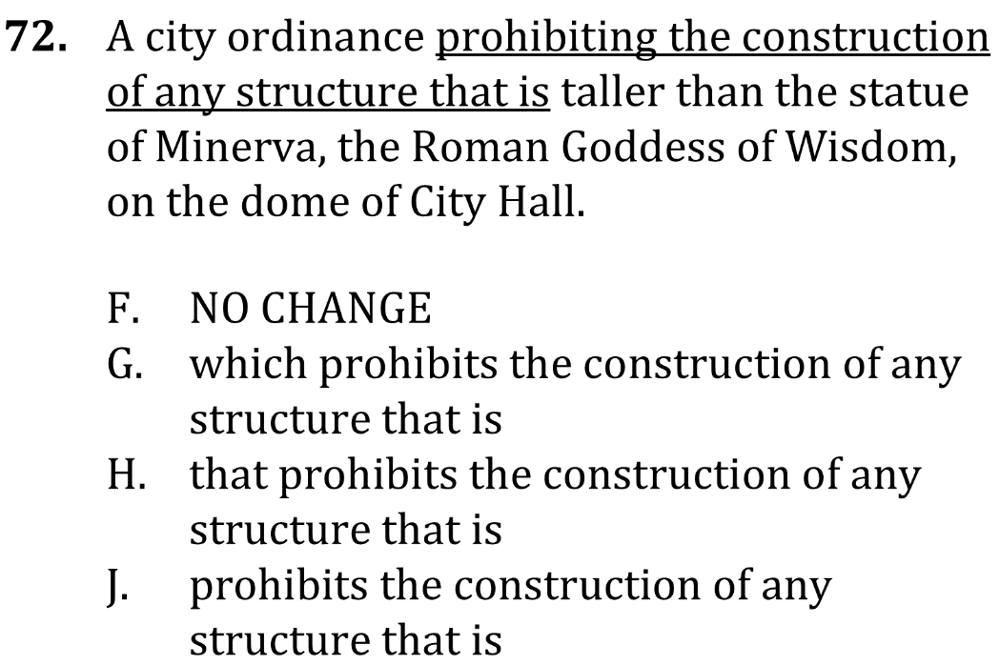 72. A city ordinance prohibiting the construction
of any structure that is taller than the statue
of Minerva, the Roman Goddess of Wisdom,
on the dome of City Hall.
F. NO CHANGE
G. which prohibits the construction of any
structure that is
H. that prohibits the construction of any
structure that is
J. prohibits the construction of any
structure that is